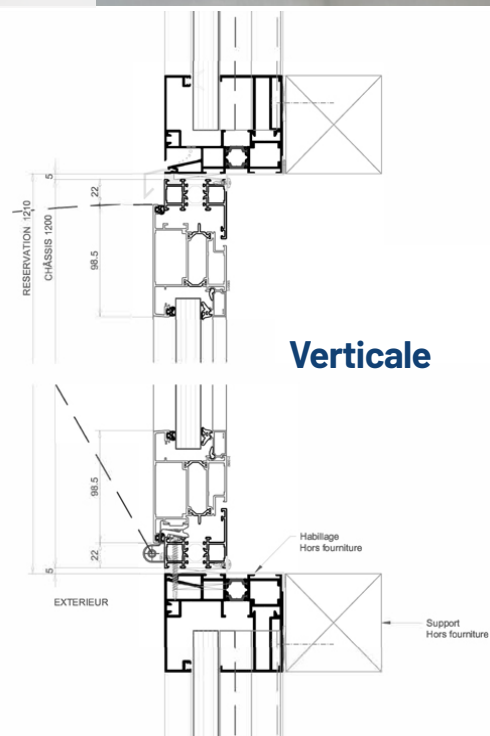 5
22
RESERVATION 1210
CHÂSSIS 1200
98.5
Verticale
98.5
22
5
Habillage
Hors fourniture
EXTERIEUR
Support
Hors fourniture